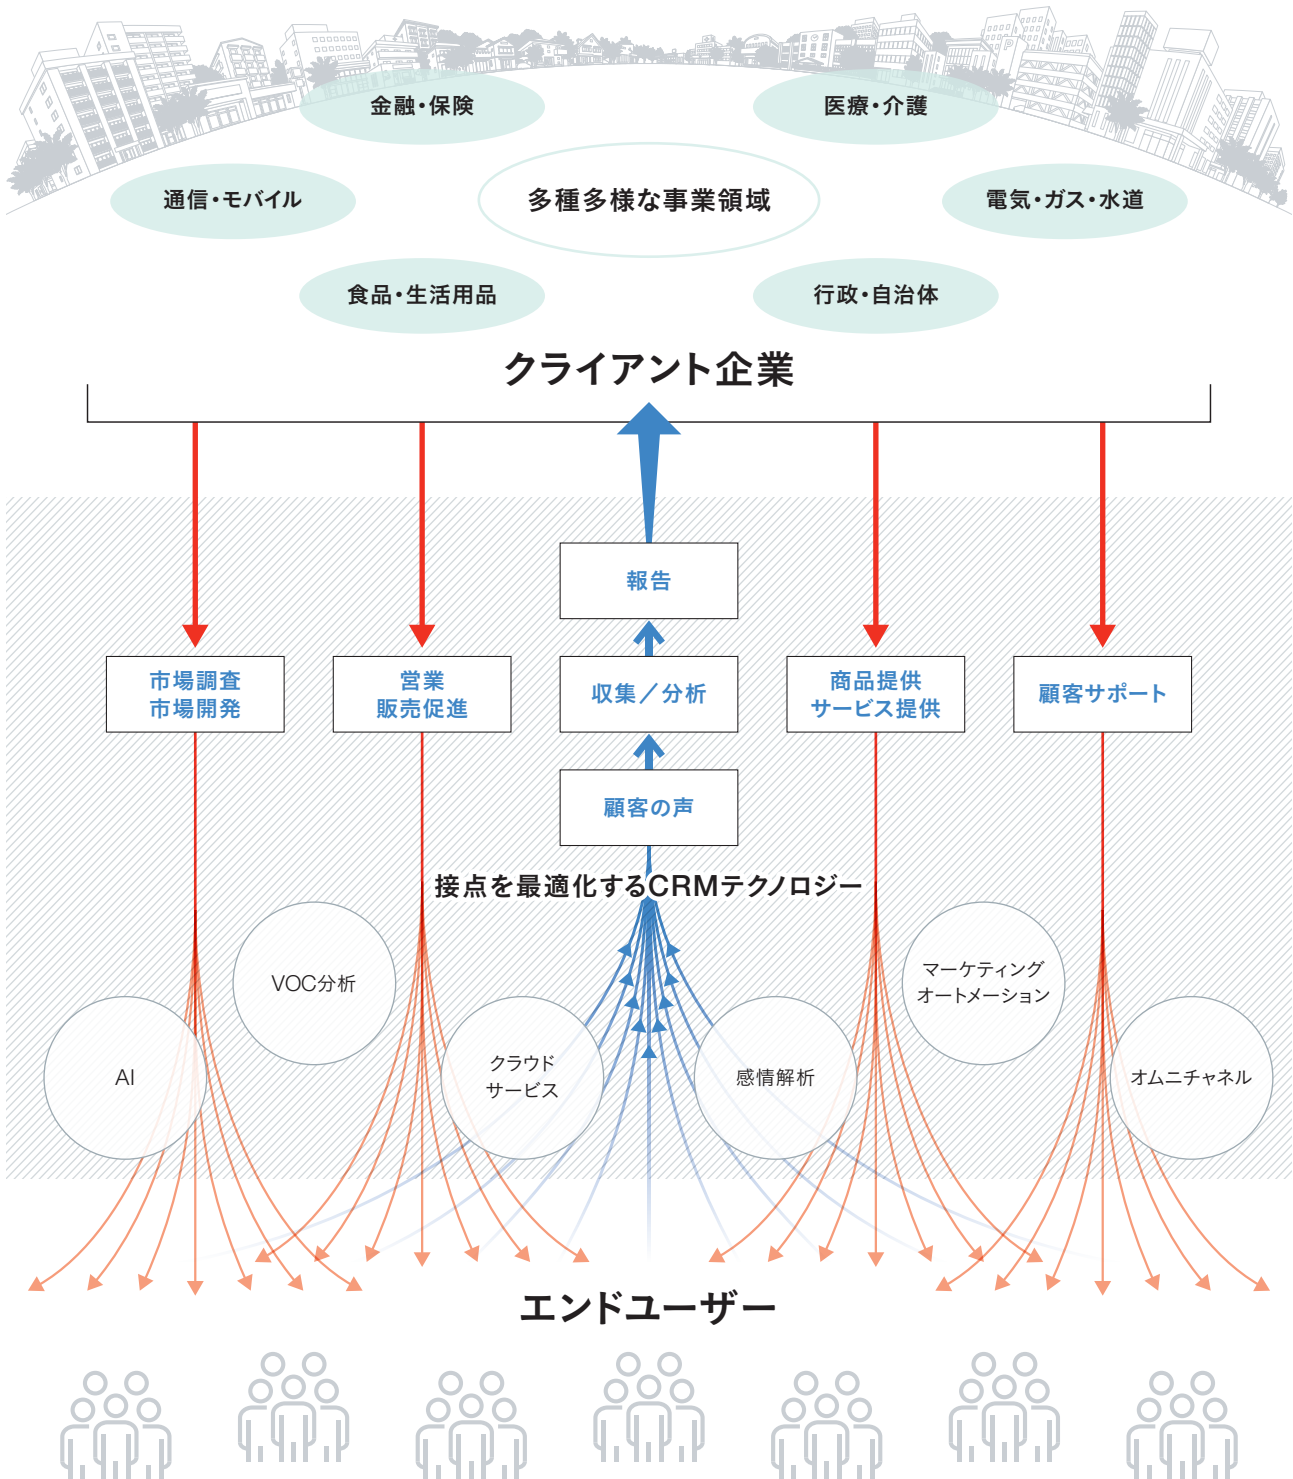 金融・保険
医療・介護
通信・モバイル
多種多様な事業領域
電気・ガス・水道
食品・生活用品
行政・自治体
クライアント企業
報告
市場調査
市場開発
営業
販売促進
収集／分析
商品提供
サービス提供
顧客サポート
顧客の声
接点を最適化するCRMテクノロジー
VOC分析
マーケティング
オートメーション
AI
クラウド
サービス
感情解析
オムニチャネル
エンドユーザー